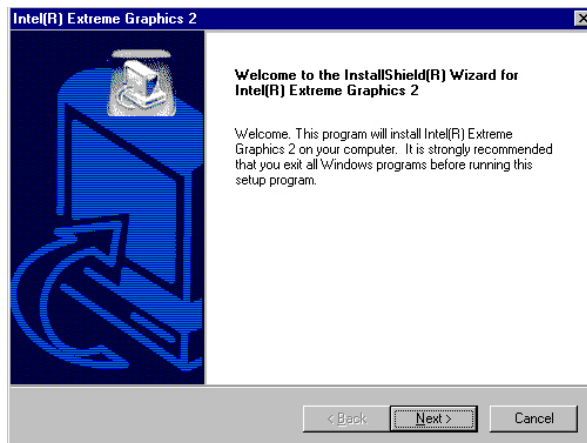 Intel(R) Extreme Graphics 2
Welcome to the InstallShield(R) Wizard for
Intel(R) Extreme Graphics 2
Welcome. This program will install Intel(R) Extreme
Graphics 2 on your computer. It is strongly recommended
that you exit all Windows programs before running this
setup program.
< Back
Next >
Cancel